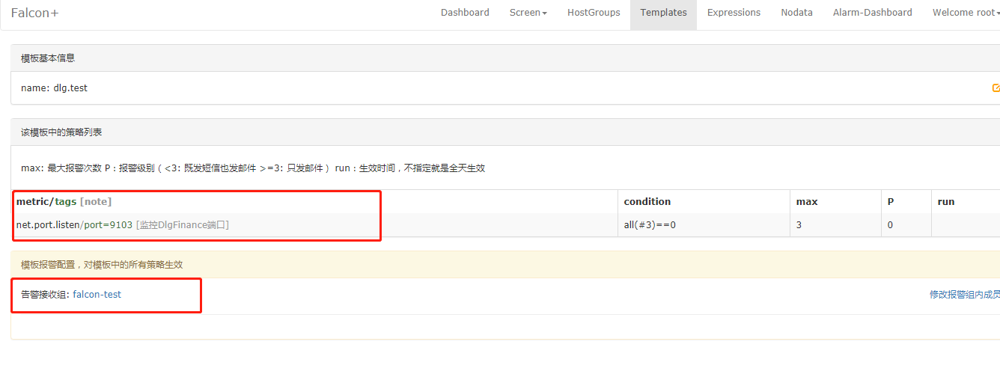 Falcon+ Dashboard Screen HostGroups Templates Expressions Nodata Alarm-Dashboard Welcome root
模板基本信息
name: dlg.test
该模板中的策略列表
max: 最大报警次数 P：报警级别（<3: 既发短信也发邮件 >=3: 只发邮件） run：生效时间，不指定就是全天生效
metric/tags [note] condition max P run
net.port.listen/port=9103 [监控DlgFinance端口] all(#3)==0 3 0
模板报警配置，对模板中的所有策略生效
告警接收组: falcon-test 修改报警组内成员